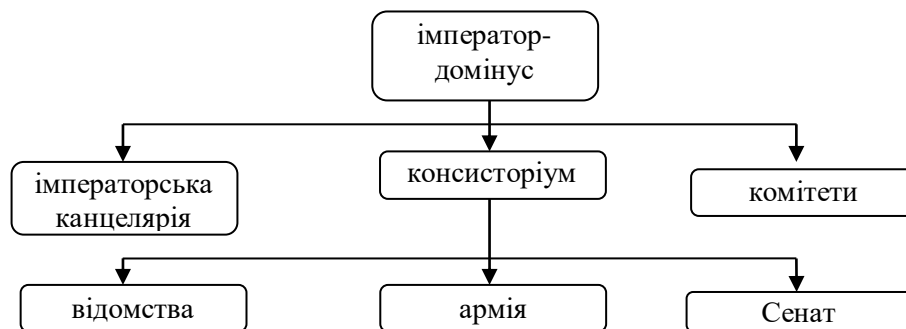 імператор-
домінус
імператорська
канцелярія
консисторіум
комітети
відомства
армія
Сенат